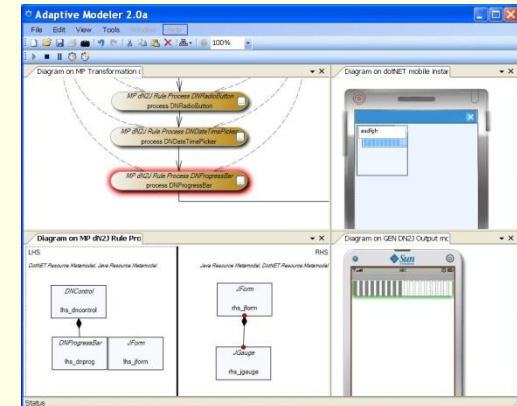 Adaptive Modeler 2.0a
File Edit View Tools Window Help
100%
Diagram on MP Transformation (
MP dN2J Rule Process DNRadioButton
process DNRadioButton
MP dN2J Rule Process DNDateTimePicker
process DNDateTimePicker
MP dN2J Rule Process DNProgressBar
process DNProgressBar
Diagram on dotNET mobile instar
asdfgh
Diagram on MP dN2J Rule Pro
LHS
DotNET Resource Metamodel, Java Resource Metamodel
DNControl
lhs_dncontrol
DNProgressBar
lhs_dnprog
JForm
lhs_jform
RHS
Java Resource Metamodel, DotNET Resource Metamodel
JForm
rhs_jform
JGauge
rhs_jgauge
Diagram on GEN DN2J Output mc
Sun
Status